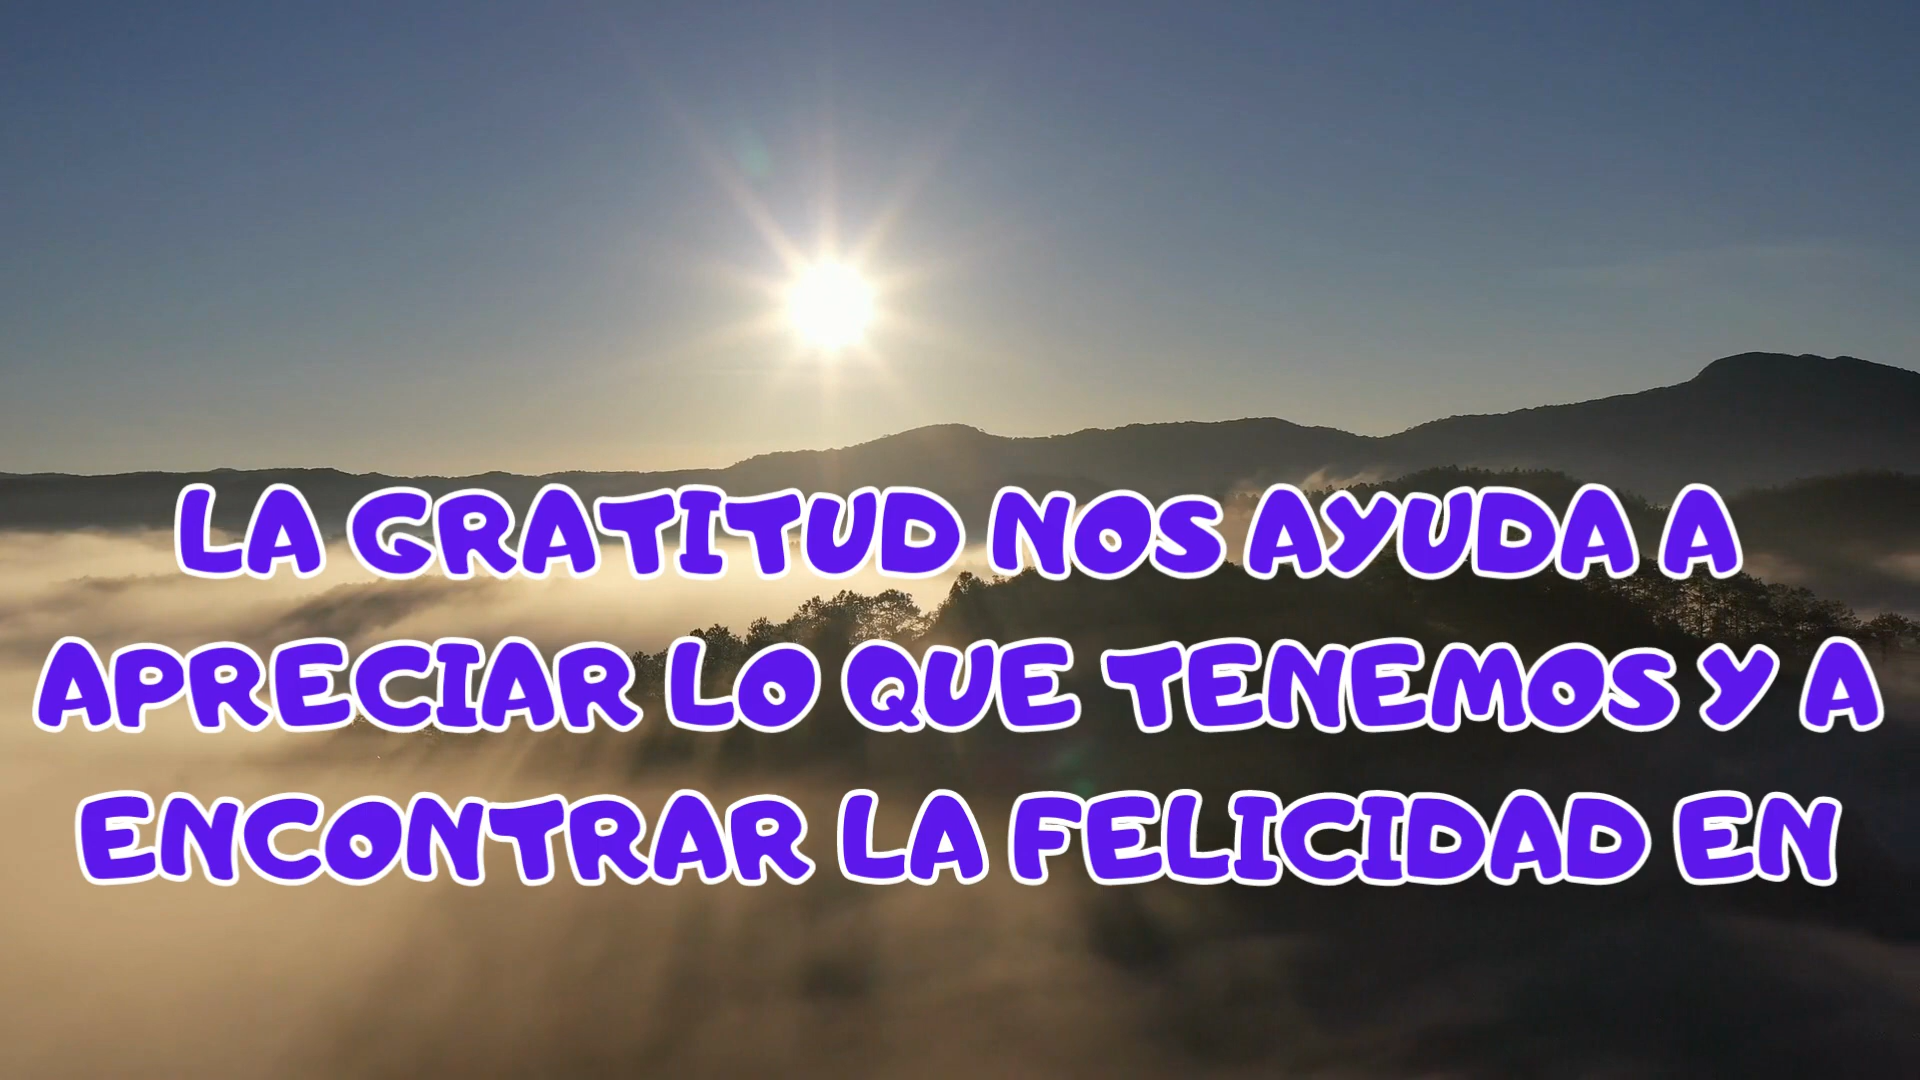 LA GRATITUD NOS AYUDA A
APRECIAR LO QUE TENEMOS Y A
ENCONTRAR LA FELICIDAD EN